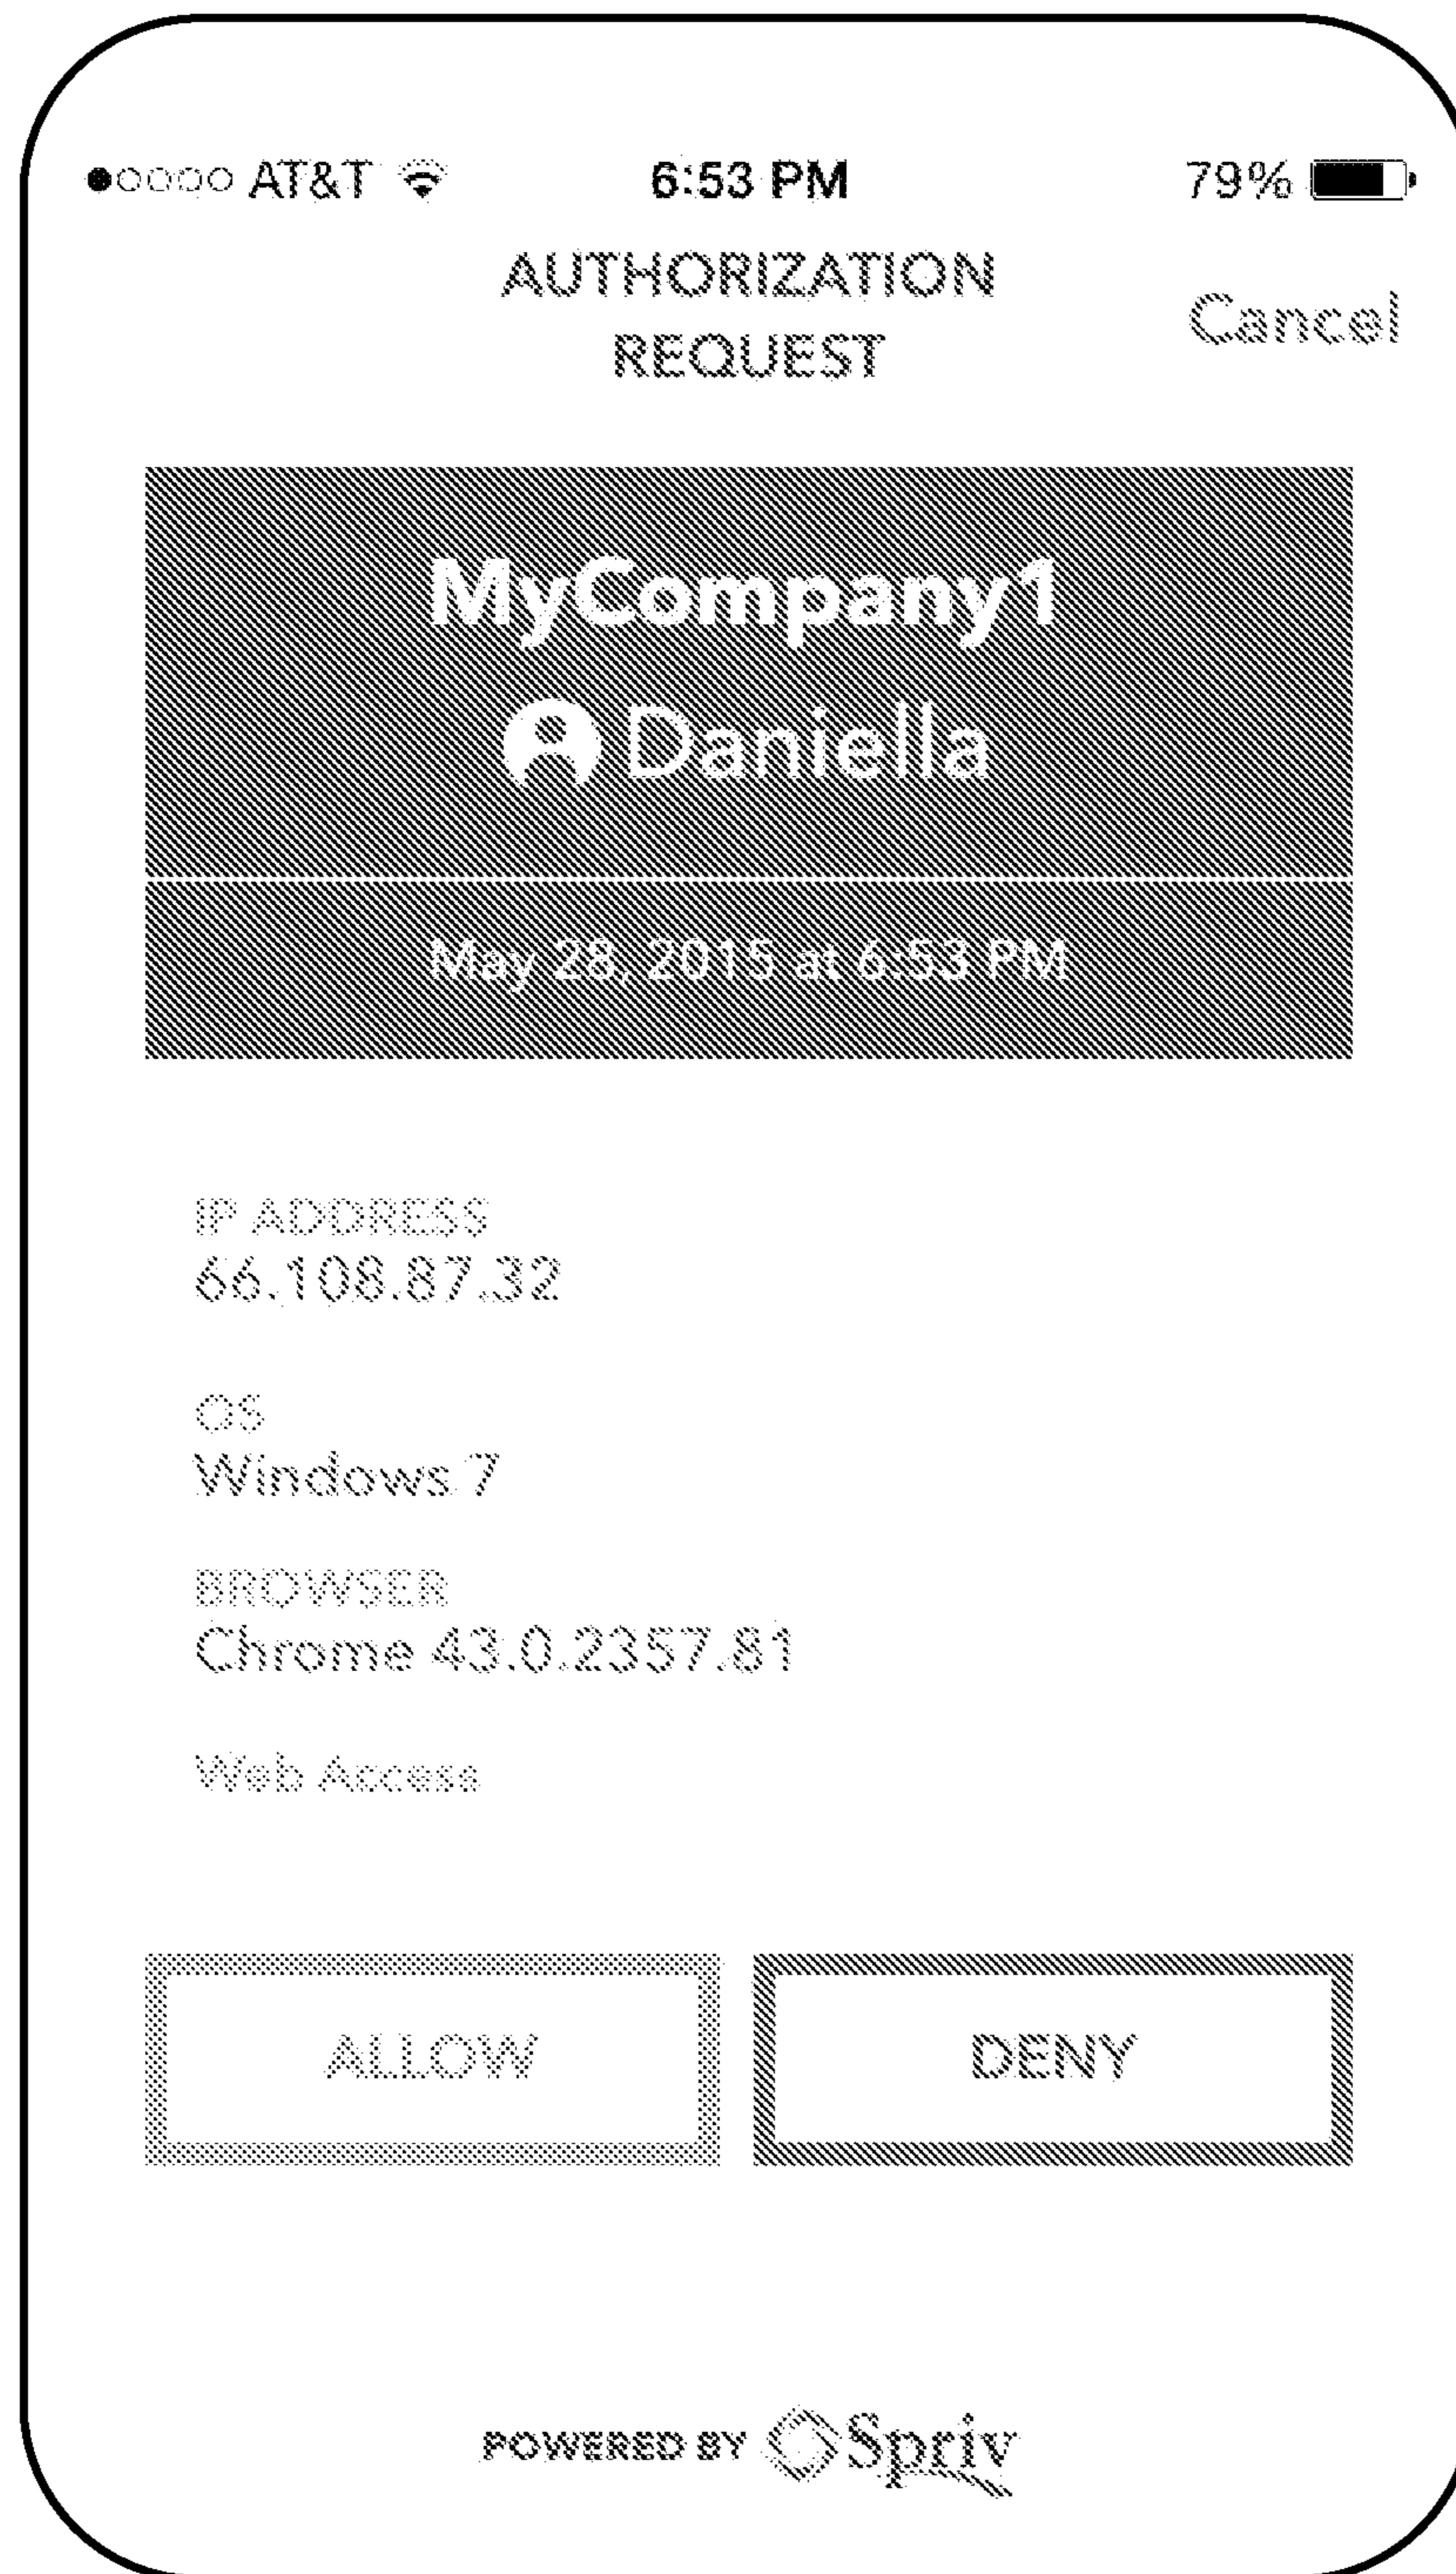 AT&T 6:53 PM 79%
AUTHORIZATION
REQUEST
Cancel
MyCompany1
Daniella
May 28, 2015 at 6:53 PM
IP ADDRESS
66.108.87.32
OS
Windows 7
BROWSER
Chrome 43.0.2357.81
Web Access
ALLOW DENY
POWERED BY Spriv